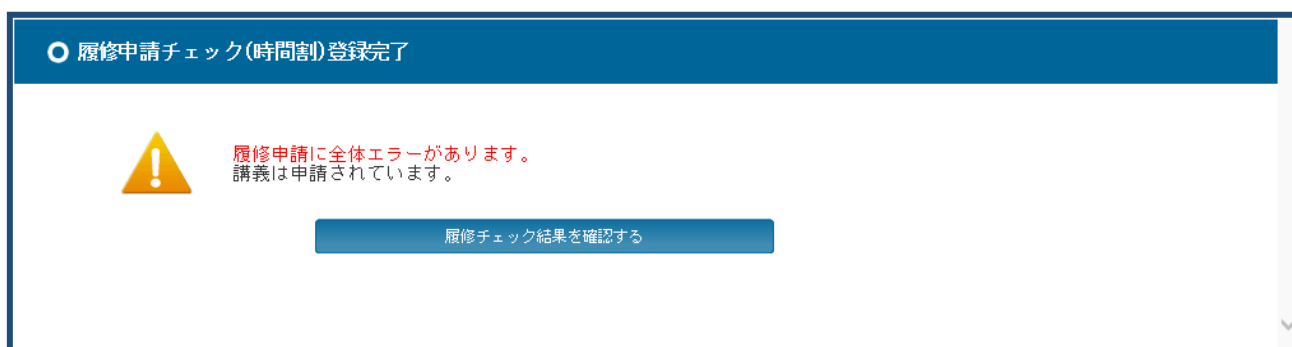 履修申請チェック(時間割)登録完了
履修申請に全体エラーがあります。
講義は申請されています。
履修チェック結果を確認する